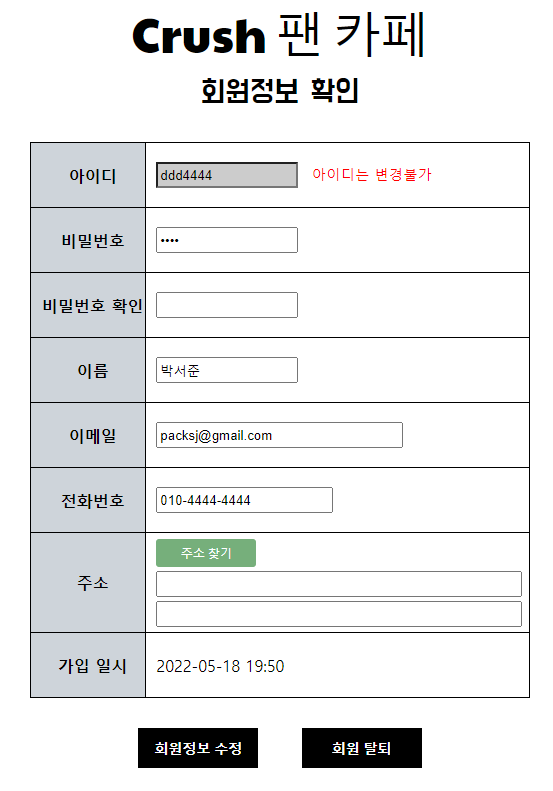 Crush 팬 카페
회원정보 확인
아이디 ddd4444 아이디는 변경불가
비밀번호 ••••
비밀번호 확인
이름 박서준
이메일 packsj@gmail.com
전화번호 010-4444-4444
주소 찾기
주소
가입 일시 2022-05-18 19:50
회원정보 수정 회원 탈퇴